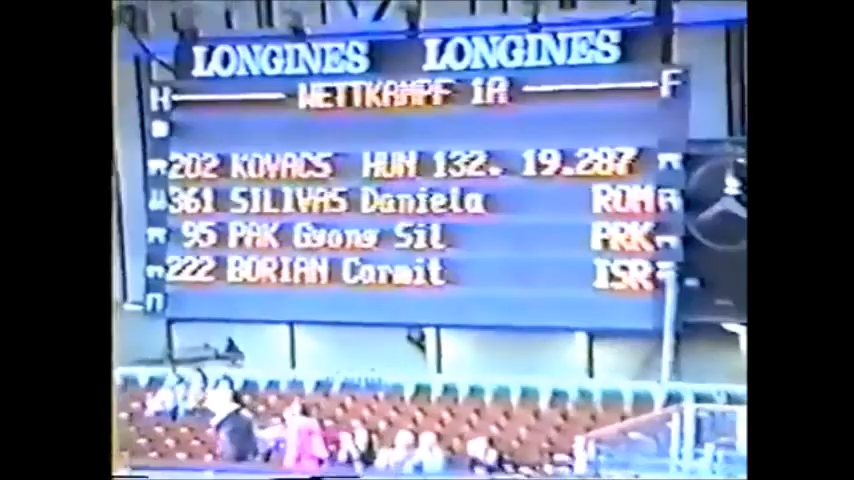 LONGINES LONGINES
WETTKAMPF 1A
202 KOVACS HUN 132. 19.287
361 SILIVAS Daniela ROM
95 PAK Gyong Sil PRK
222 BORIAN Carmit ISR